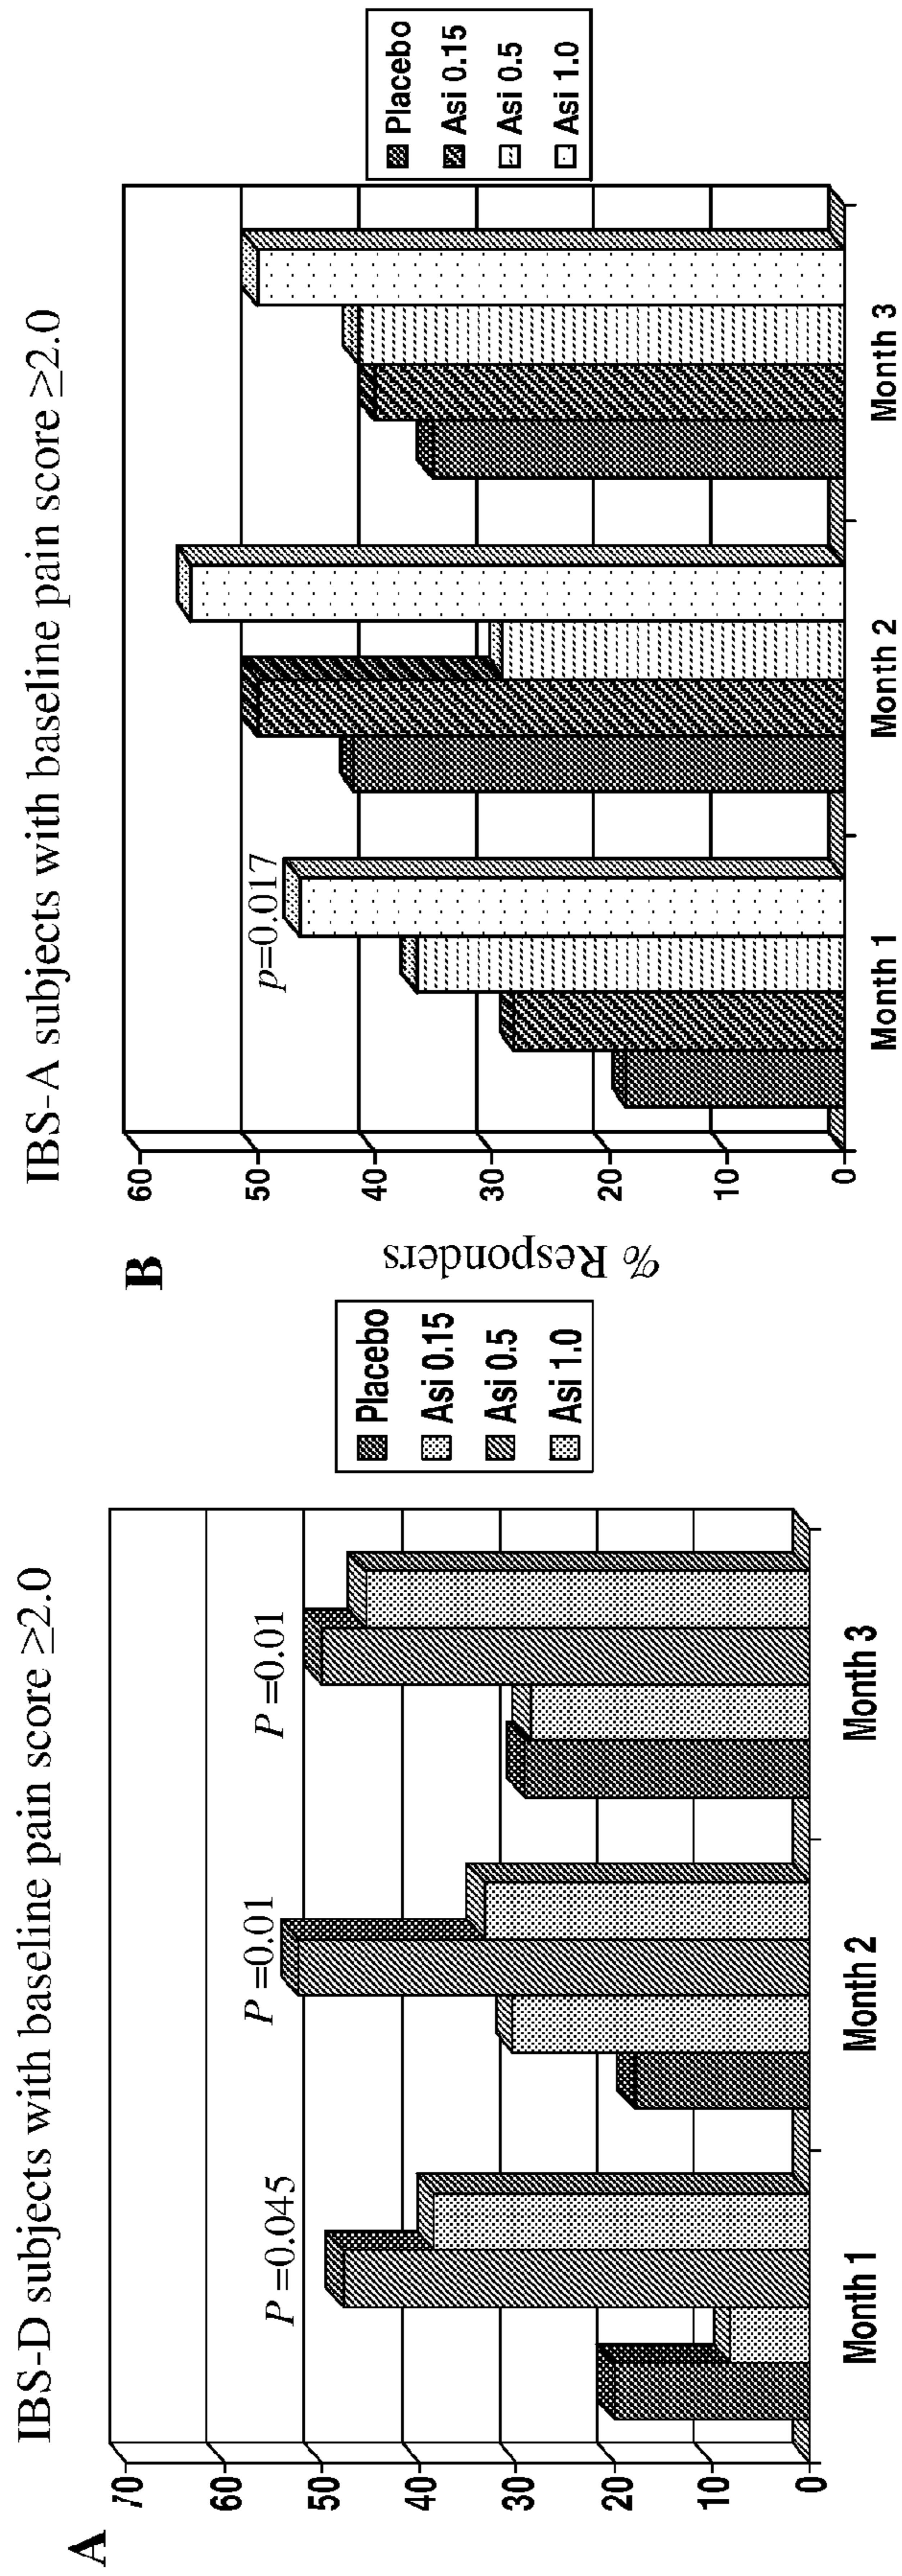 A
IBS-D subjects with baseline pain score ≥2.0
70
60
50
40
30
20
10
0
P =0.045
P =0.01
P =0.01
Month 1
Month 2
Month 3
Placebo
Asi 0.15
Asi 0.5
Asi 1.0
B
IBS-A subjects with baseline pain score ≥2.0
% Responders
60
50
40
30
20
10
0
p=0.017
Month 1
Month 2
Month 3
Placebo
Asi 0.15
Asi 0.5
Asi 1.0